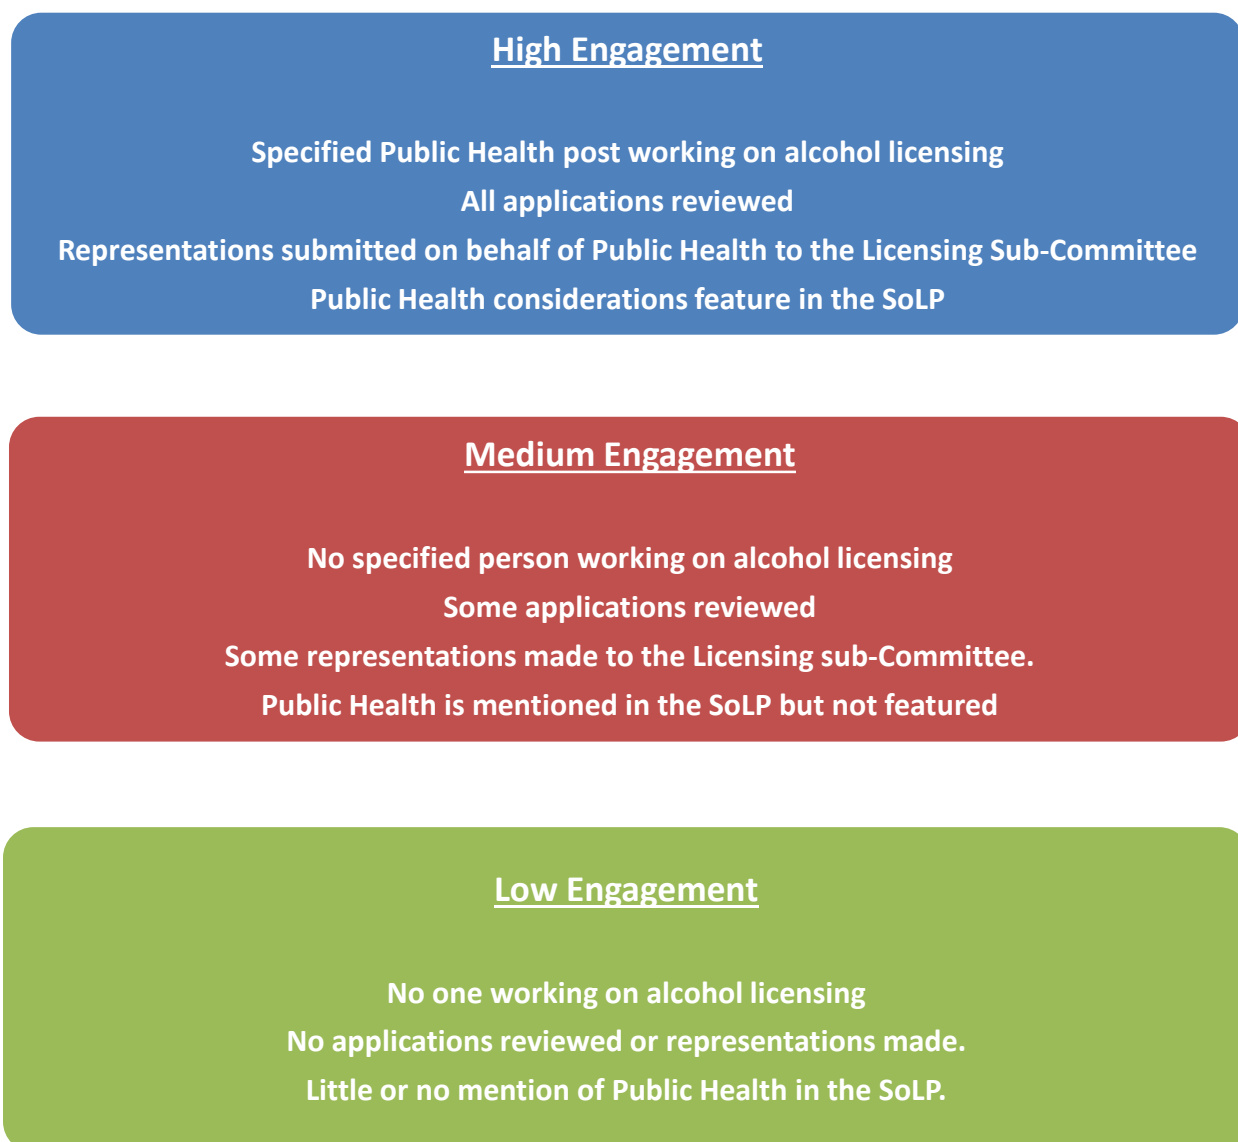 High Engagement
Specified Public Health post working on alcohol licensing
All applications reviewed
Representations submitted on behalf of Public Health to the Licensing Sub-Committee
Public Health considerations feature in the SoLP
Medium Engagement
No specified person working on alcohol licensing
Some applications reviewed
Some representations made to the Licensing sub-Committee.
Public Health is mentioned in the SoLP but not featured
Low Engagement
No one working on alcohol licensing
No applications reviewed or representations made.
Little or no mention of Public Health in the SoLP.